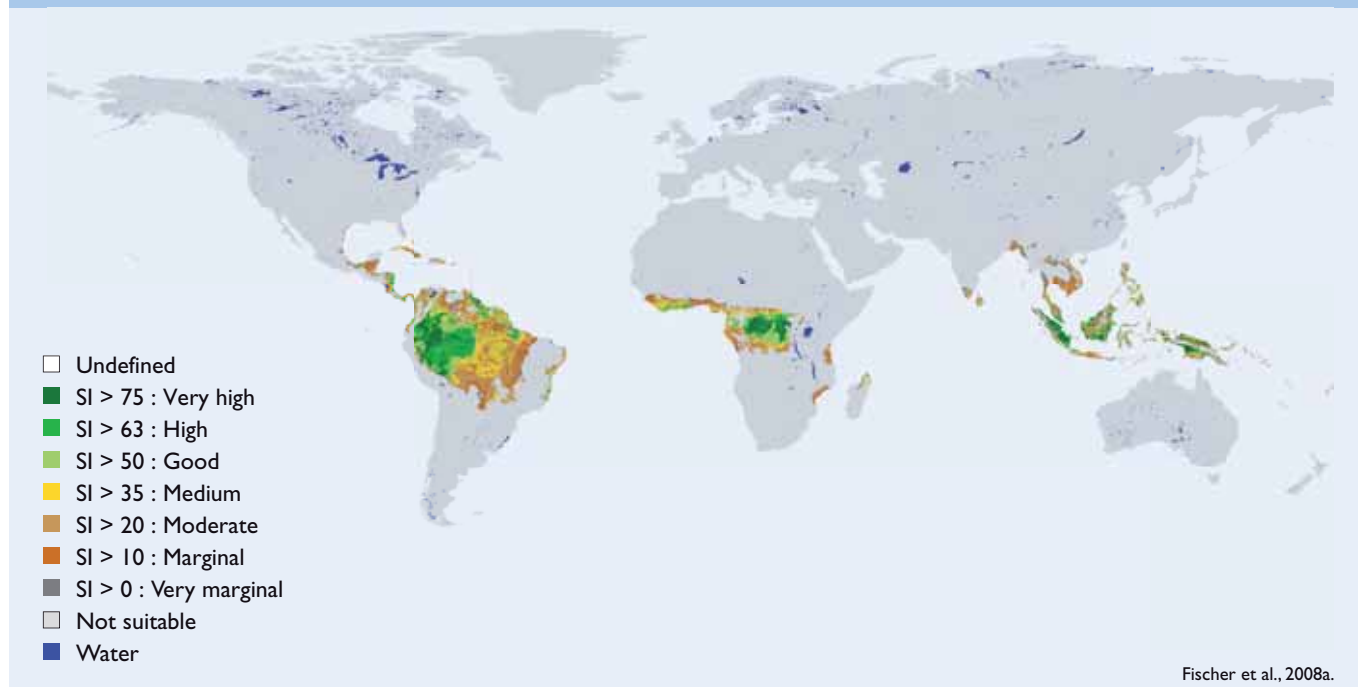 Undefined
SI > 75 : Very high
SI > 63 : High
SI > 50 : Good
SI > 35 : Medium
SI > 20 : Moderate
SI > 10 : Marginal
SI > 0 : Very marginal
Not suitable
Water
Fischer et al., 2008a.